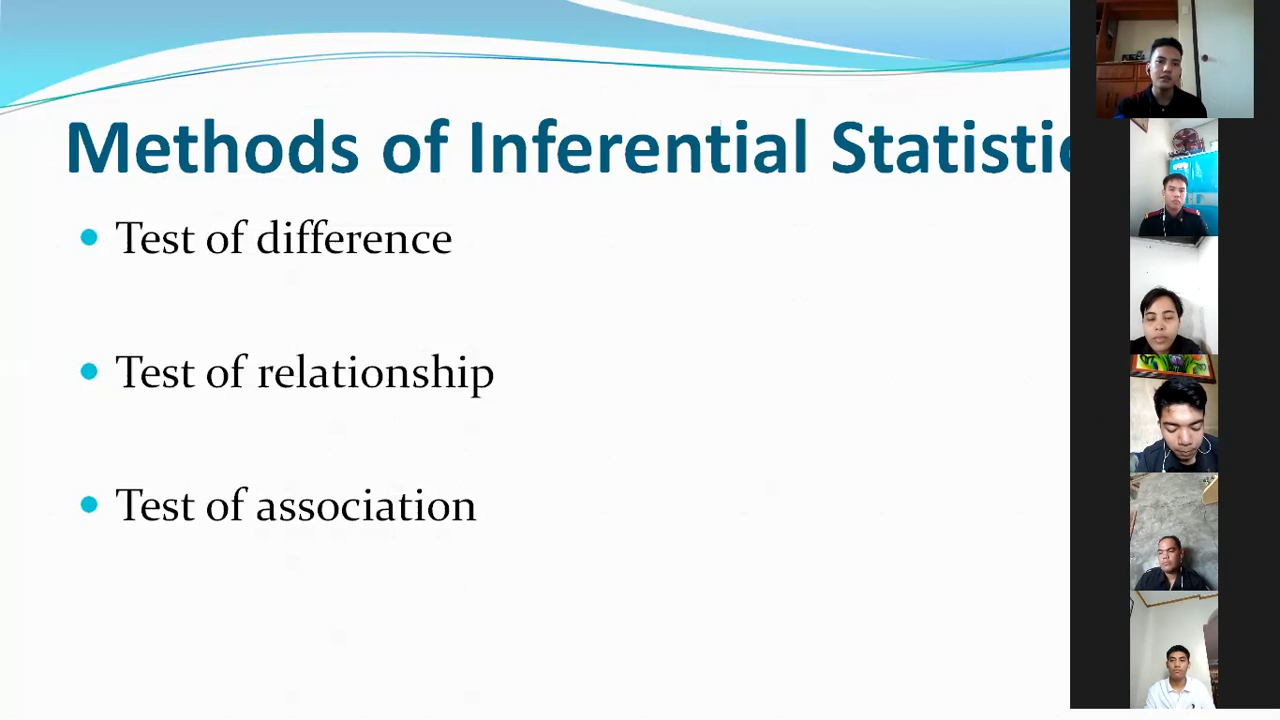 Methods of Inferential Statistic
Test of difference
Test of relationship
Test of association